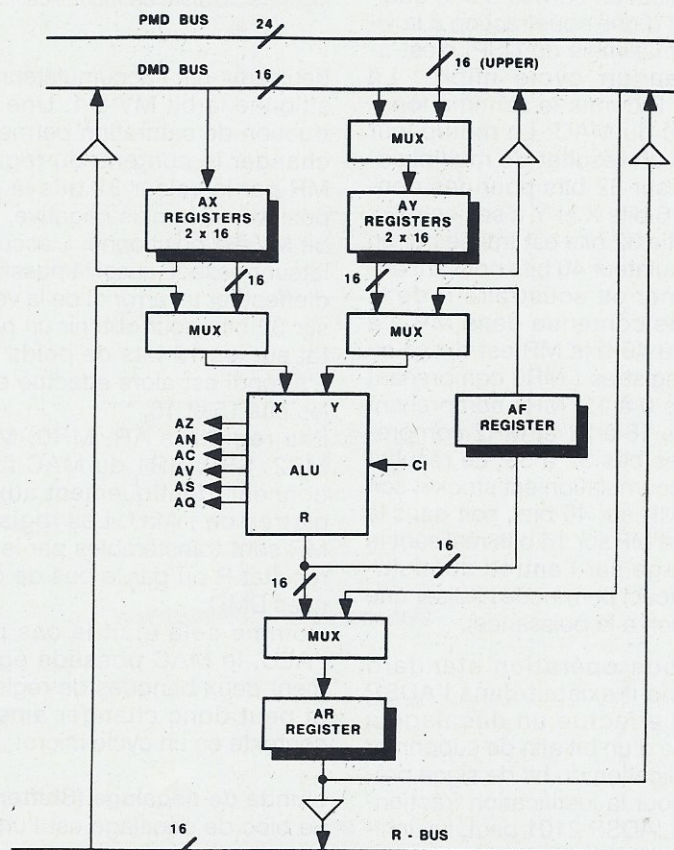 PMD BUS
24
DMD BUS
16
16 (UPPER)
MUX
AX
REGISTERS
2 x 16
AY
REGISTERS
2 x 16
16
16
MUX
MUX
X
Y
AZ
AN
AC
AV
AS
AQ
ALU
CI
R
AF
REGISTER
16
16
MUX
AR
REGISTER
R - BUS
16